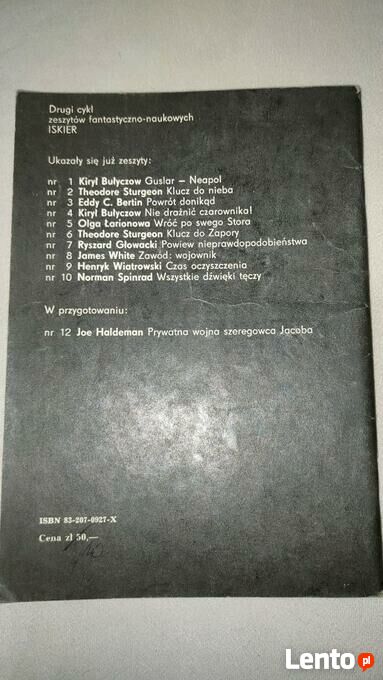 Drugi cykl
zeszytów fantastyczno-naukowych
ISKIER
Ukazały się już zeszyty:
nr 1 Kirył Bułyczow Guslar – Neapol
nr 2 Theodore Sturgeon Klucz do nieba
nr 3 Eddy C. Bertin Powrót donikąd
nr 4 Kirył Bułyczow Nie drażnić czarownika!
nr 5 Olga Łarionowa Wróć po swego Stora
nr 6 Theodore Sturgeon Klucz do Zapory
nr 7 Ryszard Głowacki Powiew nieprawdopodobieństwa
nr 8 James White Zawód: wojownik
nr 9 Henryk Wiatrowski Czas oczyszczenia
nr 10 Norman Spinrad Wszystkie dźwięki tęczy
W przygotowaniu:
nr 12 Joe Haldeman Prywatna wojna szeregowca Jacoba
ISBN 83-207-0927-X
Cena zł 50,—
Lento.pl